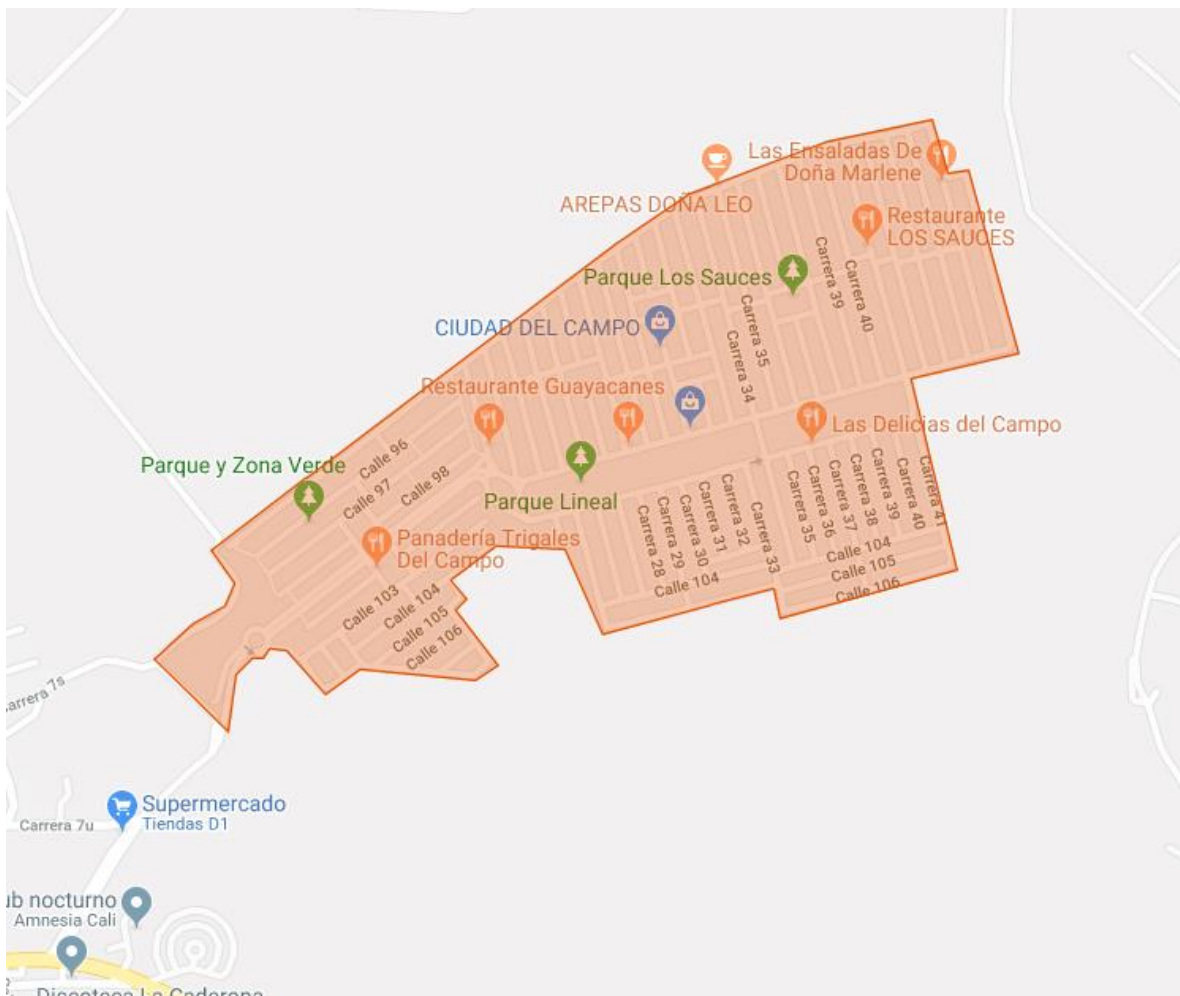 Las Ensaladas De
Doña Marlene
AREPAS DOÑA LEO
Restaurante
LOS SAUCES
Parque Los Sauces
Carrera 39
Carrera 40
CIUDAD DEL CAMPO
Carrera 35
Carrera 34
Restaurante Guayacanes
Las Delicias del Campo
Calle 96
Parque y Zona Verde
Calle 97
Calle 98
Parque Lineal
Panadería Trigales
Del Campo
Carrera 28
Carrera 29
Carrera 30
Carrera 31
Carrera 32
Carrera 33
Carrera 35
Carrera 36
Carrera 37
Carrera 38
Carrera 39
Carrera 40
Carrera 41
Calle 104
Calle 105
Calle 106
Calle 104
Calle 103
Calle 104
Calle 105
Calle 106
arrera 7s
Supermercado
Tiendas D1
Carrera 7u
ub nocturno
Amnesia Cali